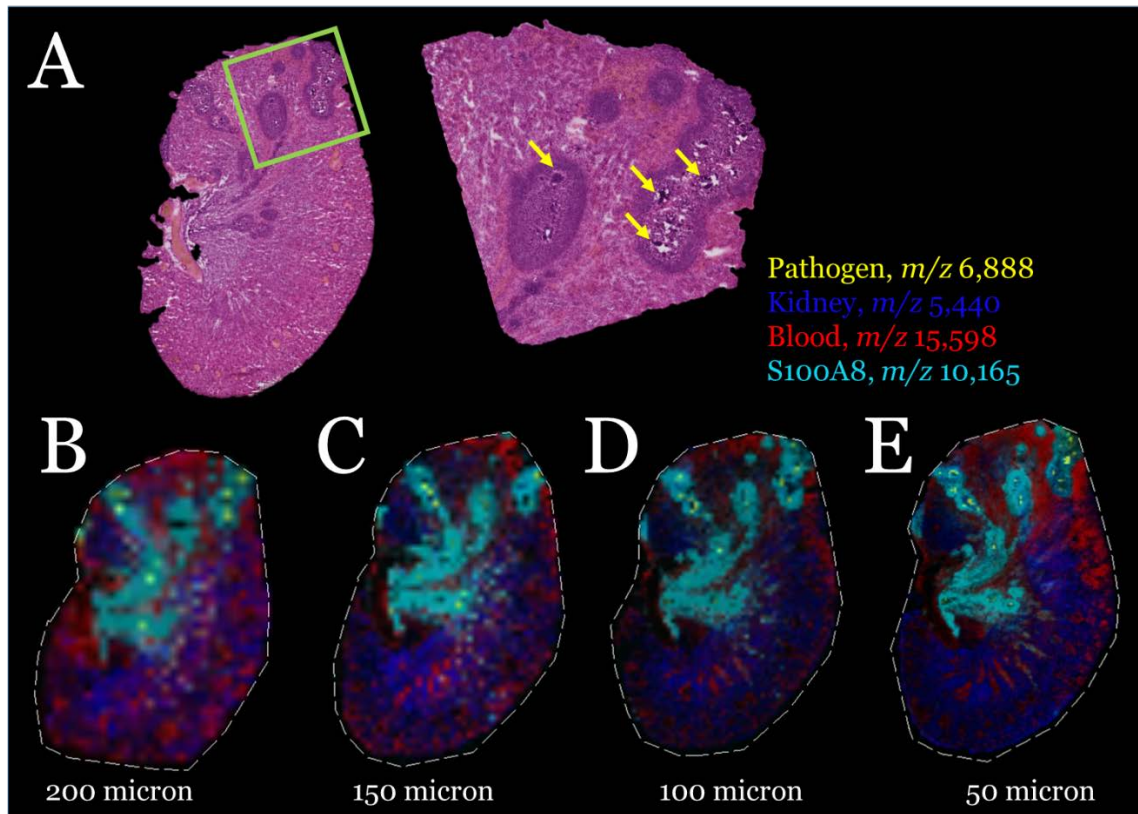 A
Pathogen, m/z 6,888
Kidney, m/z 5,440
Blood, m/z 15,598
S100A8, m/z 10,165
B
C
D
E
200 micron
150 micron
100 micron
50 micron